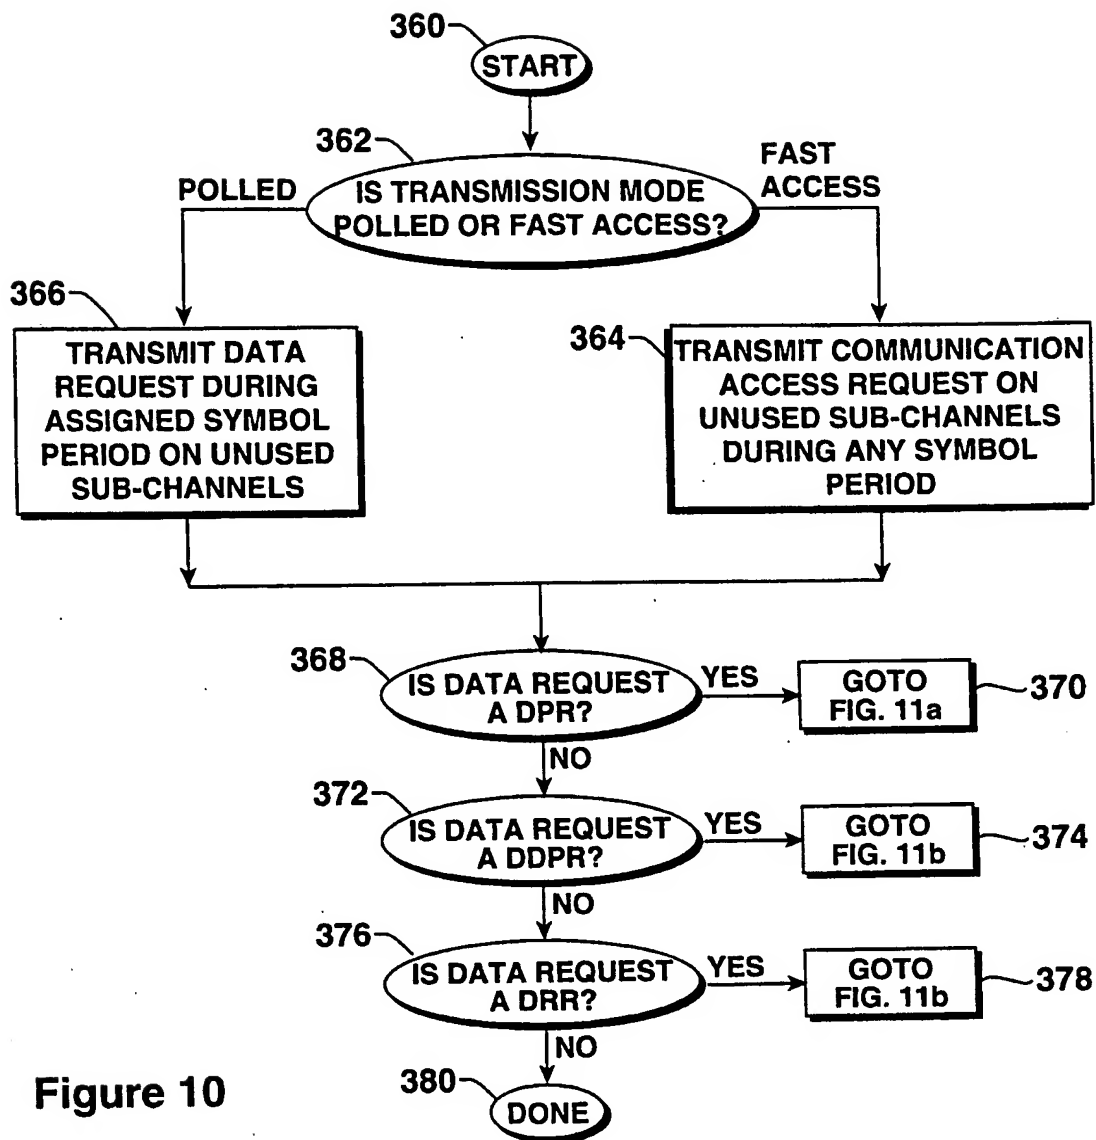 360
START
362
IS TRANSMISSION MODE
POLLED OR FAST ACCESS?
POLLED
FAST
ACCESS
366
TRANSMIT DATA
REQUEST DURING
ASSIGNED SYMBOL
PERIOD ON UNUSED
SUB-CHANNELS
364
TRANSMIT COMMUNICATION
ACCESS REQUEST ON
UNUSED SUB-CHANNELS
DURING ANY SYMBOL
PERIOD
368
IS DATA REQUEST
A DPR?
YES
GOTO
FIG. 11a
370
NO
372
IS DATA REQUEST
A DDPR?
YES
GOTO
FIG. 11b
374
NO
376
IS DATA REQUEST
A DRR?
YES
GOTO
FIG. 11b
378
NO
380
DONE
Figure 10